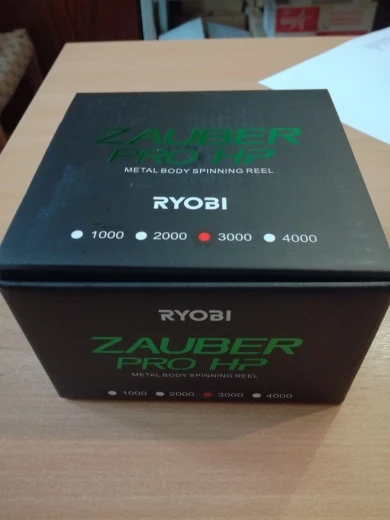 ZAUBER
PRO HP
METAL BODY SPINNING REEL
RYOBI
1000 2000 3000 4000
RYOBI
ZAUBER
PRO HP
METAL BODY SPINNING REEL
1000 2000 3000 4000